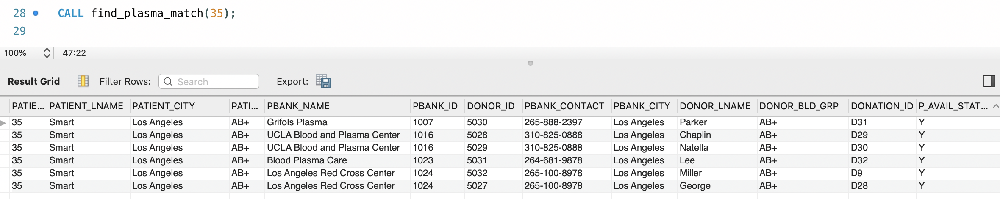 28 CALL find_plasma_match(35);
29
100% 47:22
Result Grid Filter Rows: Search Export:
PATIE... PATIENT_LNAME PATIENT_CITY PATI... PBANK_NAME PBANK_ID DONOR_ID PBANK_CONTACT PBANK_CITY DONOR_LNAME DONOR_BLD_GRP DONATION_ID P_AVAIL_STAT...
35 Smart Los Angeles AB+ Grifols Plasma 1007 5030 265-888-2397 Los Angeles Parker AB+ D31 Y
35 Smart Los Angeles AB+ UCLA Blood and Plasma Center 1016 5028 310-825-0888 Los Angeles Chaplin AB+ D29 Y
35 Smart Los Angeles AB+ UCLA Blood and Plasma Center 1016 5029 310-825-0888 Los Angeles Natella AB+ D30 Y
35 Smart Los Angeles AB+ Blood Plasma Care 1023 5031 264-681-9878 Los Angeles Lee AB+ D32 Y
35 Smart Los Angeles AB+ Los Angeles Red Cross Center 1024 5032 265-100-8978 Los Angeles Miller AB+ D9 Y
35 Smart Los Angeles AB+ Los Angeles Red Cross Center 1024 5027 265-100-8978 Los Angeles George AB+ D28 Y